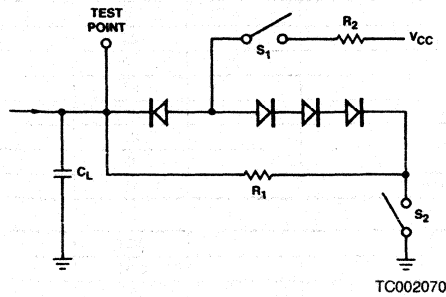 TEST
POINT
S1
R2
VCC
CL
R1
S2
TC002070